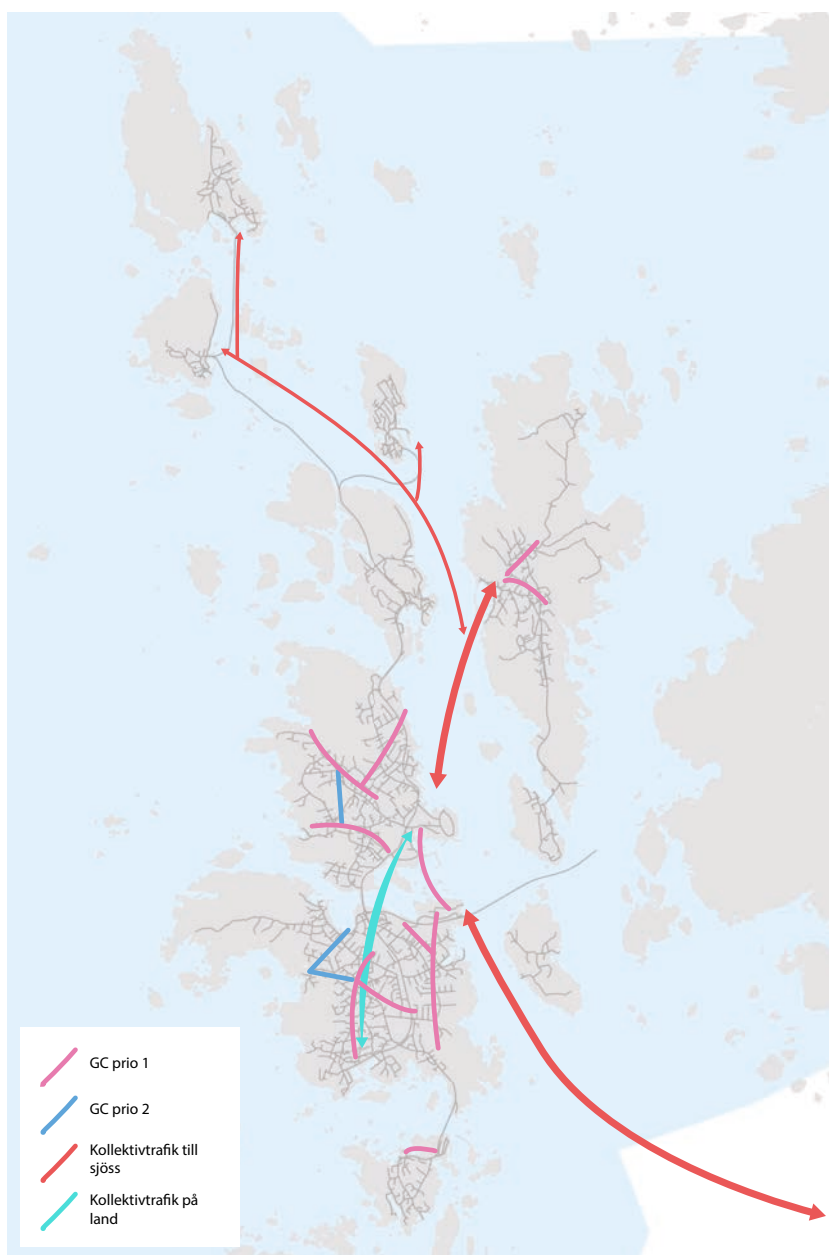 GC prio 1
GC prio 2
Kollektivtrafik till
sjöss
Kollektivtrafik på
land